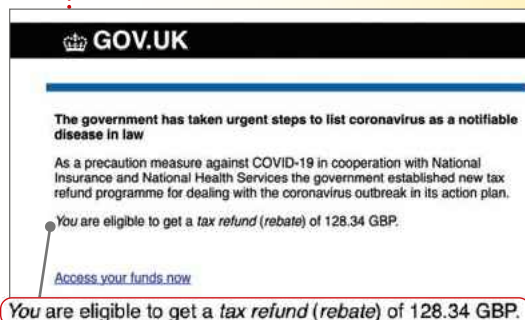 GOV.UK
The government has taken urgent steps to list coronavirus as a notifiable
disease in law
As a precaution measure against COVID-19 in cooperation with National
Insurance and National Health Services the government established new tax
refund programme for dealing with the coronavirus outbreak in its action plan.
You are eligible to get a tax refund (rebate) of 128.34 GBP.
Access your funds now
You are eligible to get a tax refund (rebate) of 128.34 GBP.